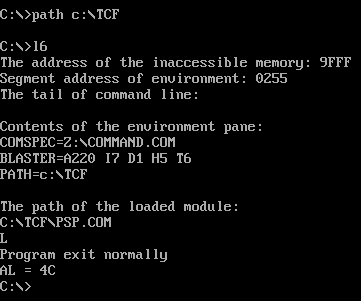 C:\>path c:\TCF
C:\>l6
The address of the inaccessible memory: 9FFF
Segment address of environment: 0255
The tail of command line:
Contents of the environment pane:
COMSPEC=Z:\COMMAND.COM
BLASTER=A220 I7 D1 H5 T6
PATH=c:\TCF
The path of the loaded module:
C:\TCF\PSP.COM
L
Program exit normally
AL = 4C
C:\>